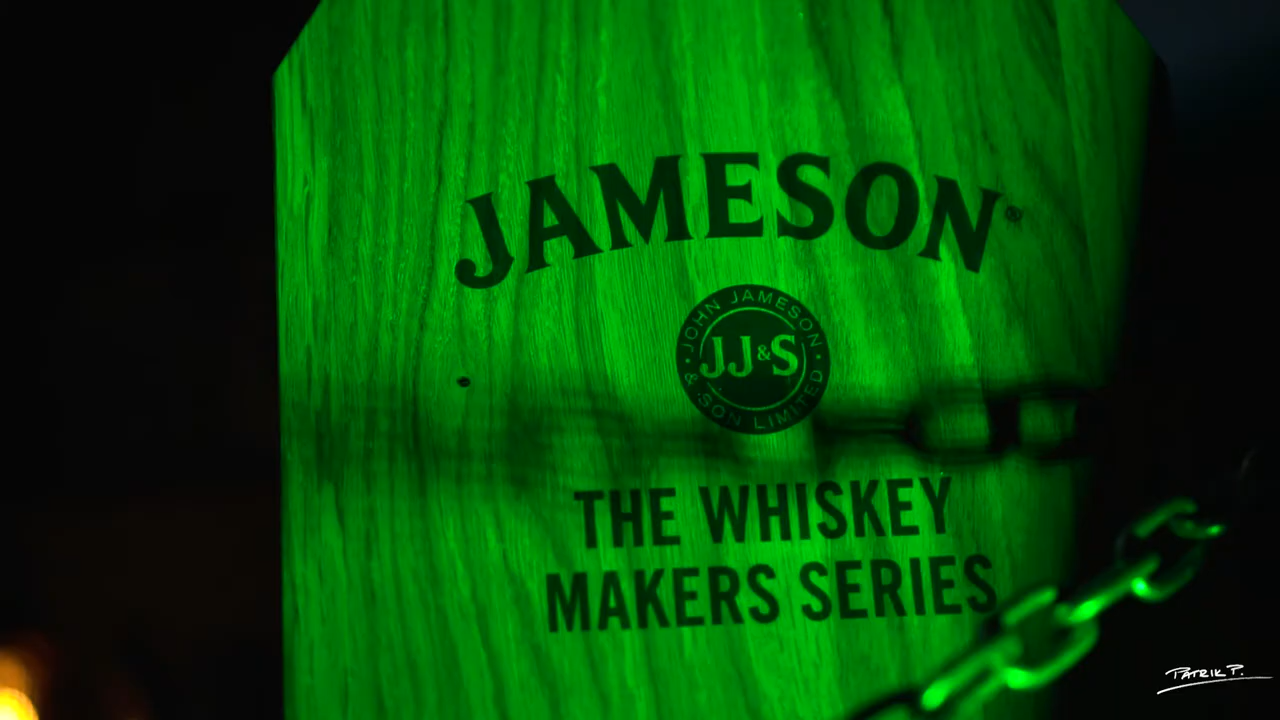 JAMESON®
JOHN JAMESON
JJ&S
& SON LIMITED
THE WHISKEY
MAKERS SERIES
PATRIK P.